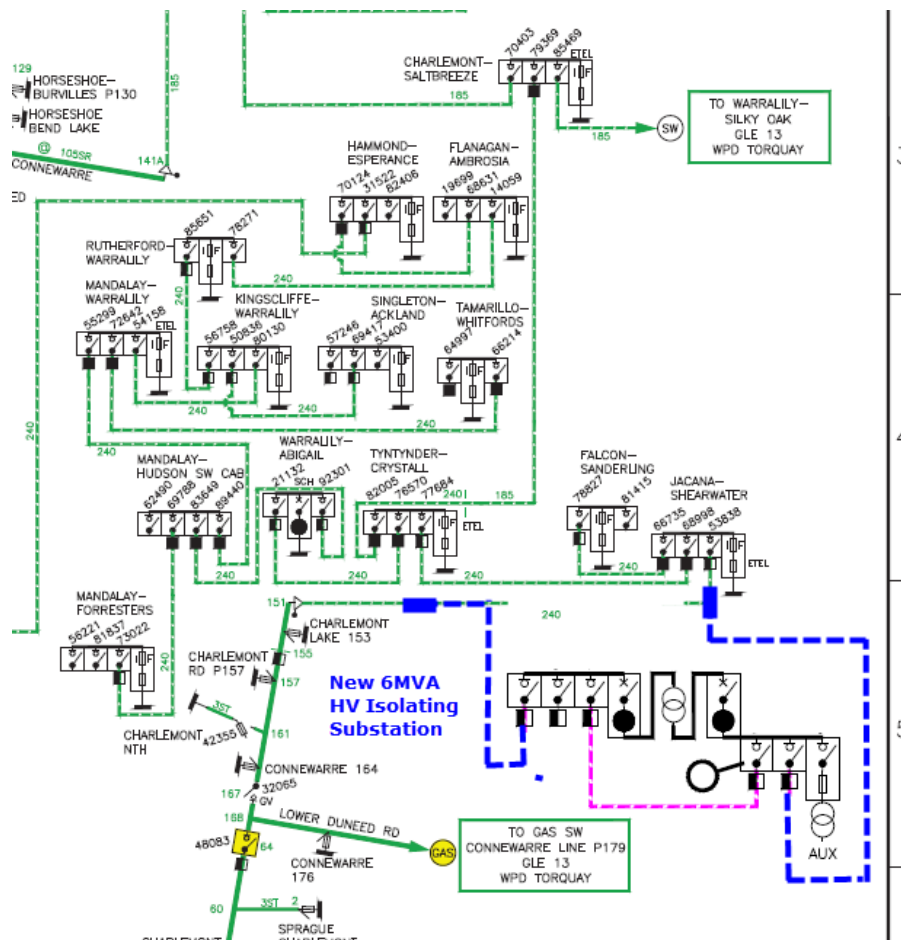 129
HORSESHOE-
BURVILLES P130
HORSESHOE
BEND LAKE
@ 105SR
CONNEWARRE
141A
185
ED
CHARLEMONT-
SALTBREEZE
70403
79369
85469
ETEL
F
185
185
SW
TO WARRALILY-
SILKY OAK
GLE 13
WPD TORQUAY
3
HAMMOND-
ESPERANCE
70124
31522
82406
F
FLANAGAN-
AMBROSIA
19699
68631
14059
F
RUTHERFORD-
WARRALILY
85651
78271
F
240
240
240
MANDALAY-
WARRALILY
55299
72642
54158
ETEL
F
KINGSCLIFFE-
WARRALILY
56758
50836
80130
F
SINGLETON-
ACKLAND
57246
69417
53400
F
TAMARILLO-
WHITFORDS
64997
66214
F
240
240
240
240
240
4
MANDALAY-
HUDSON SW CAB
62490
69788
83649
89440
WARRALILY-
ABIGAIL
21132
SCH
92301
TYNTYNDER-
CRYSTALL
82005
76570
77684
F
ETEL
240
185
FALCON-
SANDERLING
78827
81415
F
JACANA-
SHEARWATER
66735
68998
53838
F
ETEL
240
240
240
240
MANDALAY-
FORRESTERS
56221
81837
73022
F
240
151
240
CHARLEMONT
LAKE 153
155
CHARLEMONT
RD P157
157
New 6MVA
HV Isolating
Substation
3ST
CHARLEMONT
NTH
42355
161
5
CONNEWARRE 164
32065
167
GV
168
LOWER DUNEED RD
48083
64
GAS
CONNEWARRE
176
TO GAS SW
CONNEWARRE LINE P179
GLE 13
WPD TORQUAY
AUX
60
3ST
2
SPRAGUE